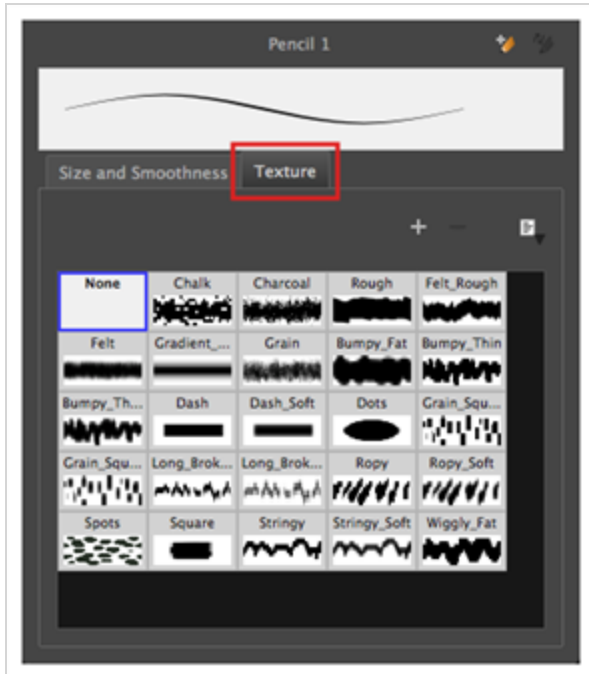 Pencil 1
Size and Smoothness Texture
None Chalk Charcoal Rough Felt_Rough
Felt Gradient_... Grain Bumpy_Fat Bumpy_Thin
Bumpy_Th... Dash Dash_Soft Dots Grain_Squ...
Grain_Squ... Long_Brok... Long_Brok... Ropy Ropy_Soft
Spots Square Stringy Stringy_Soft Wiggly_Fat